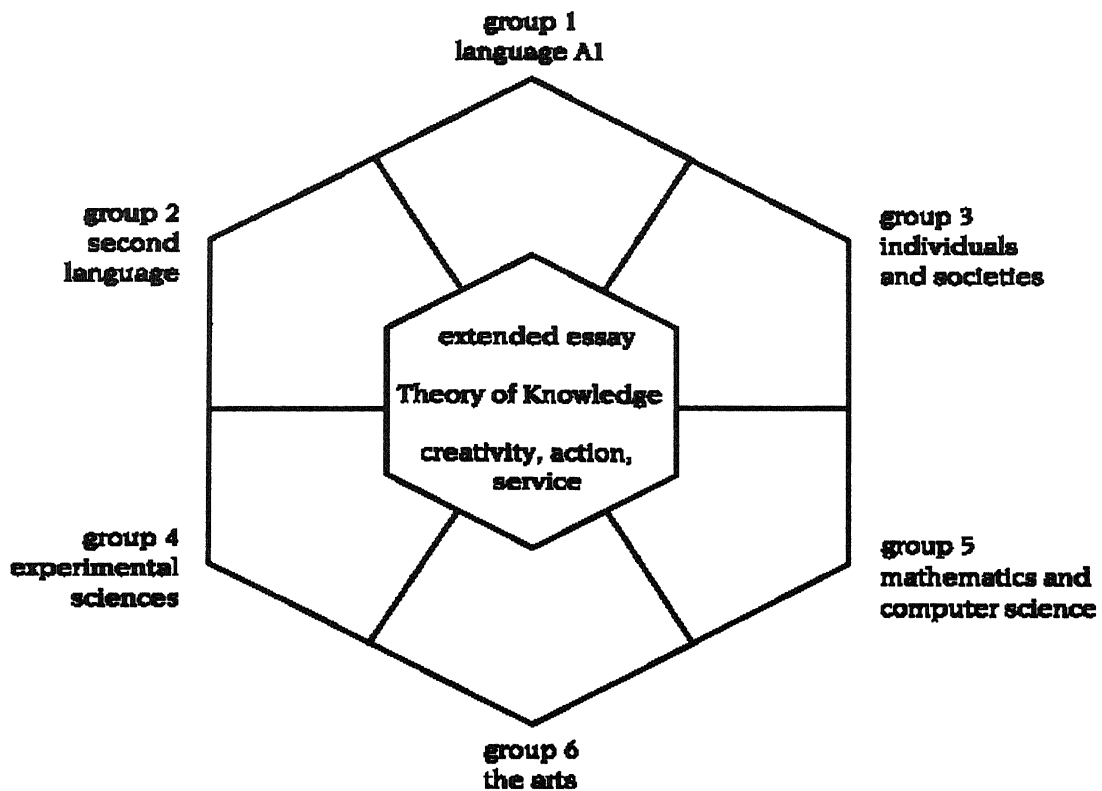 group 1
language A1
group 2
second
language
group 3
individuals
and societies
extended essay
Theory of Knowledge
creativity, action,
service
group 4
experimental
sciences
group 5
mathematics and
computer science
group 6
the arts